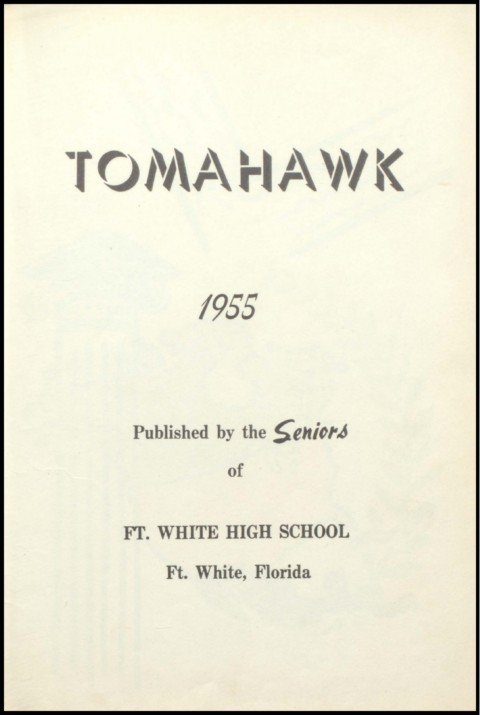 TOMAHAWK
1955
Published by the Seniors
of
FT. WHITE HIGH SCHOOL
Ft. White, Florida